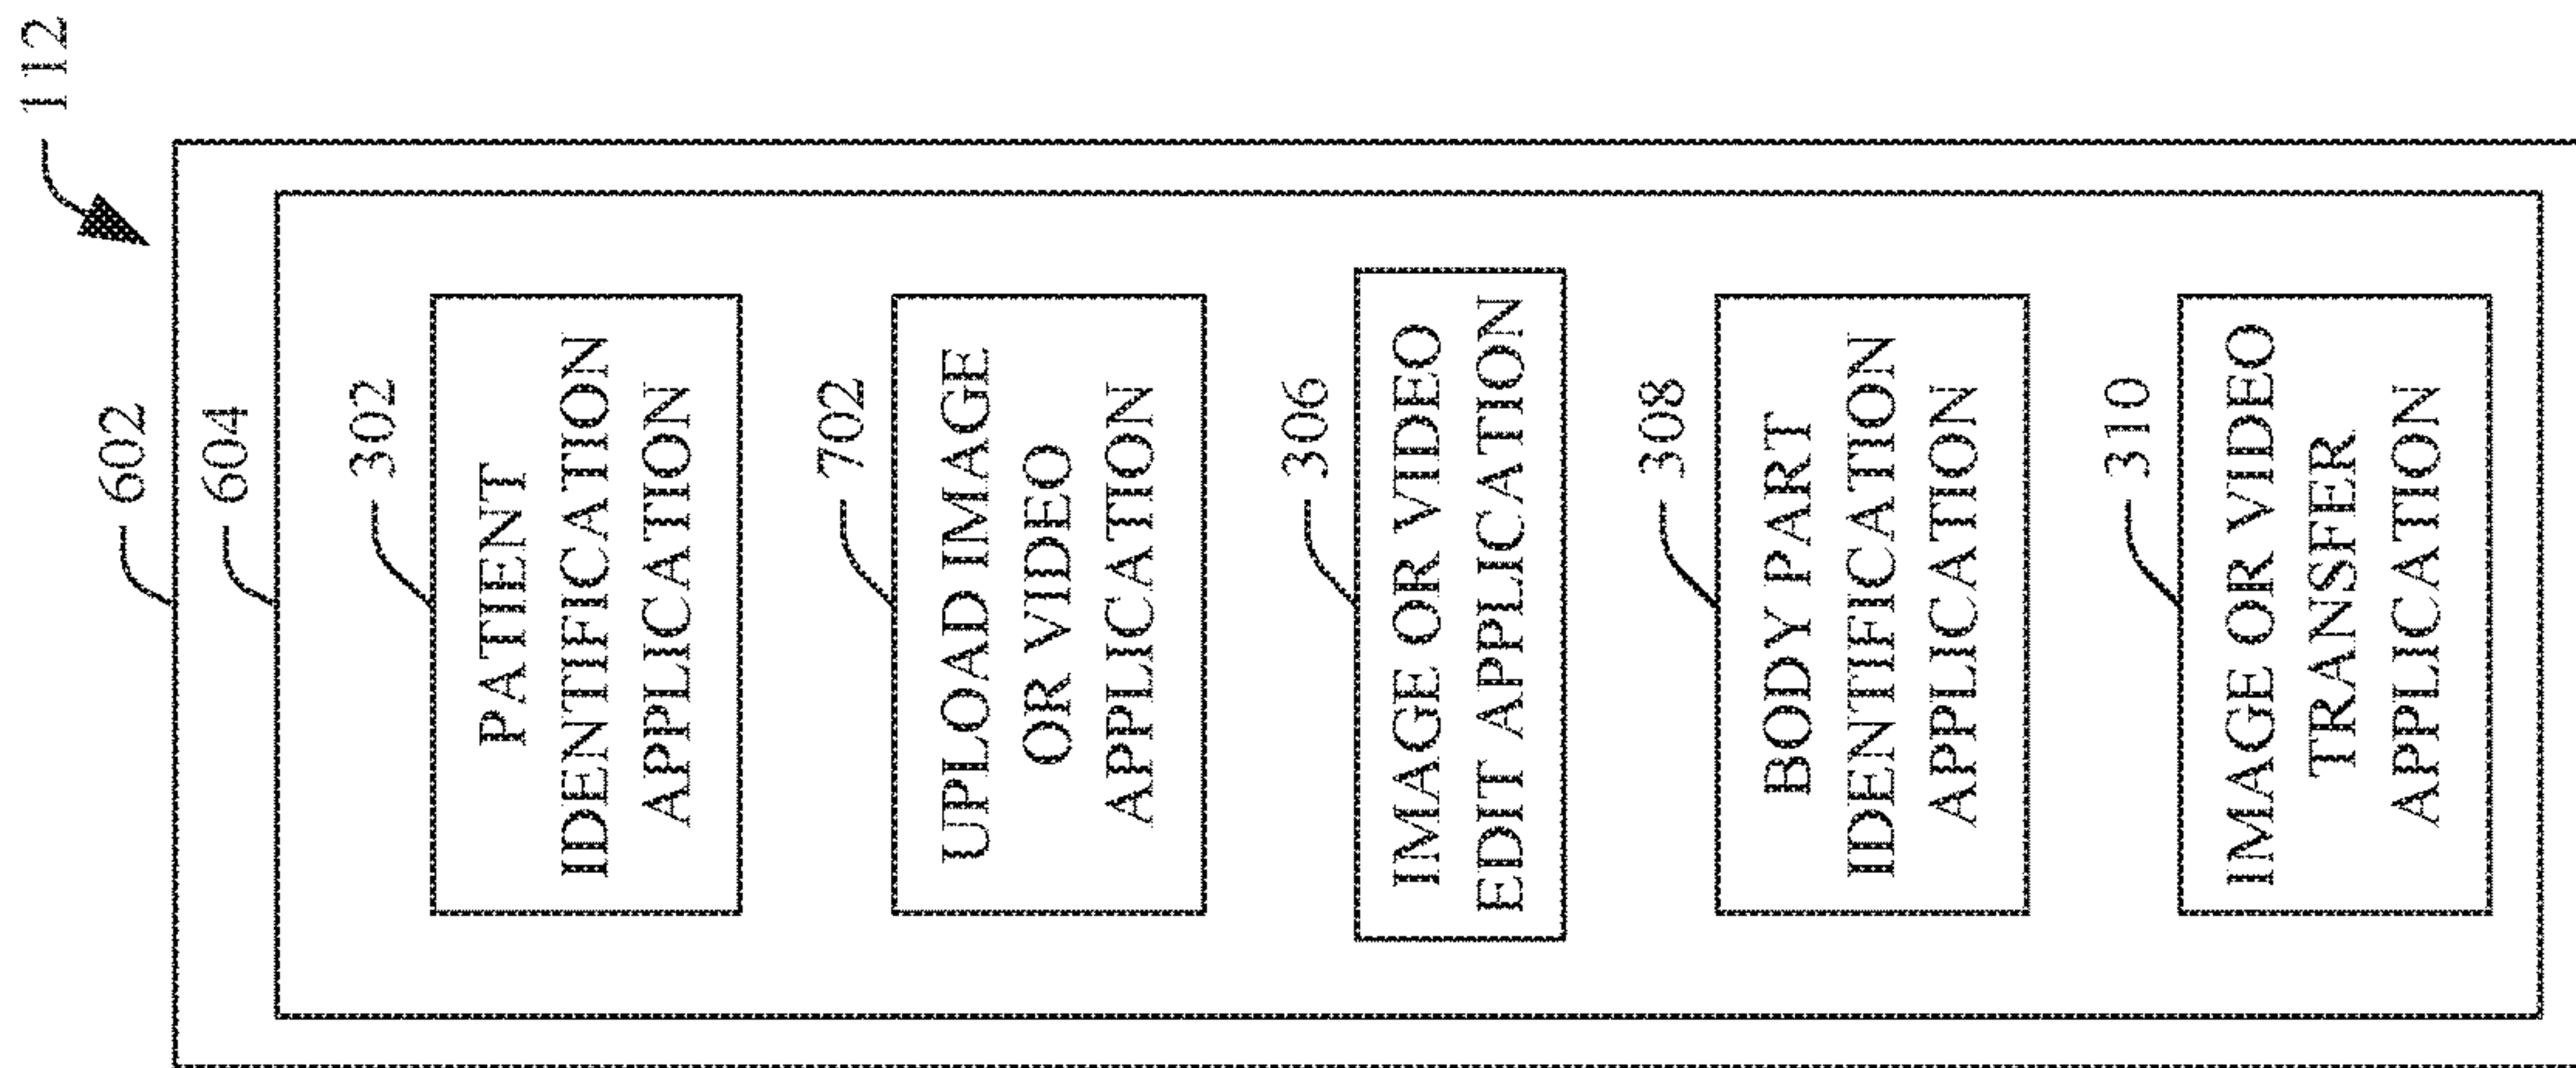 112
602
604
302
PATIENT
IDENTIFICATION
APPLICATION
702
UPLOAD IMAGE
OR VIDEO
APPLICATION
306
IMAGE OR VIDEO
EDIT APPLICATION
308
BODY PART
IDENTIFICATION
APPLICATION
310
IMAGE OR VIDEO
TRANSFER
APPLICATION